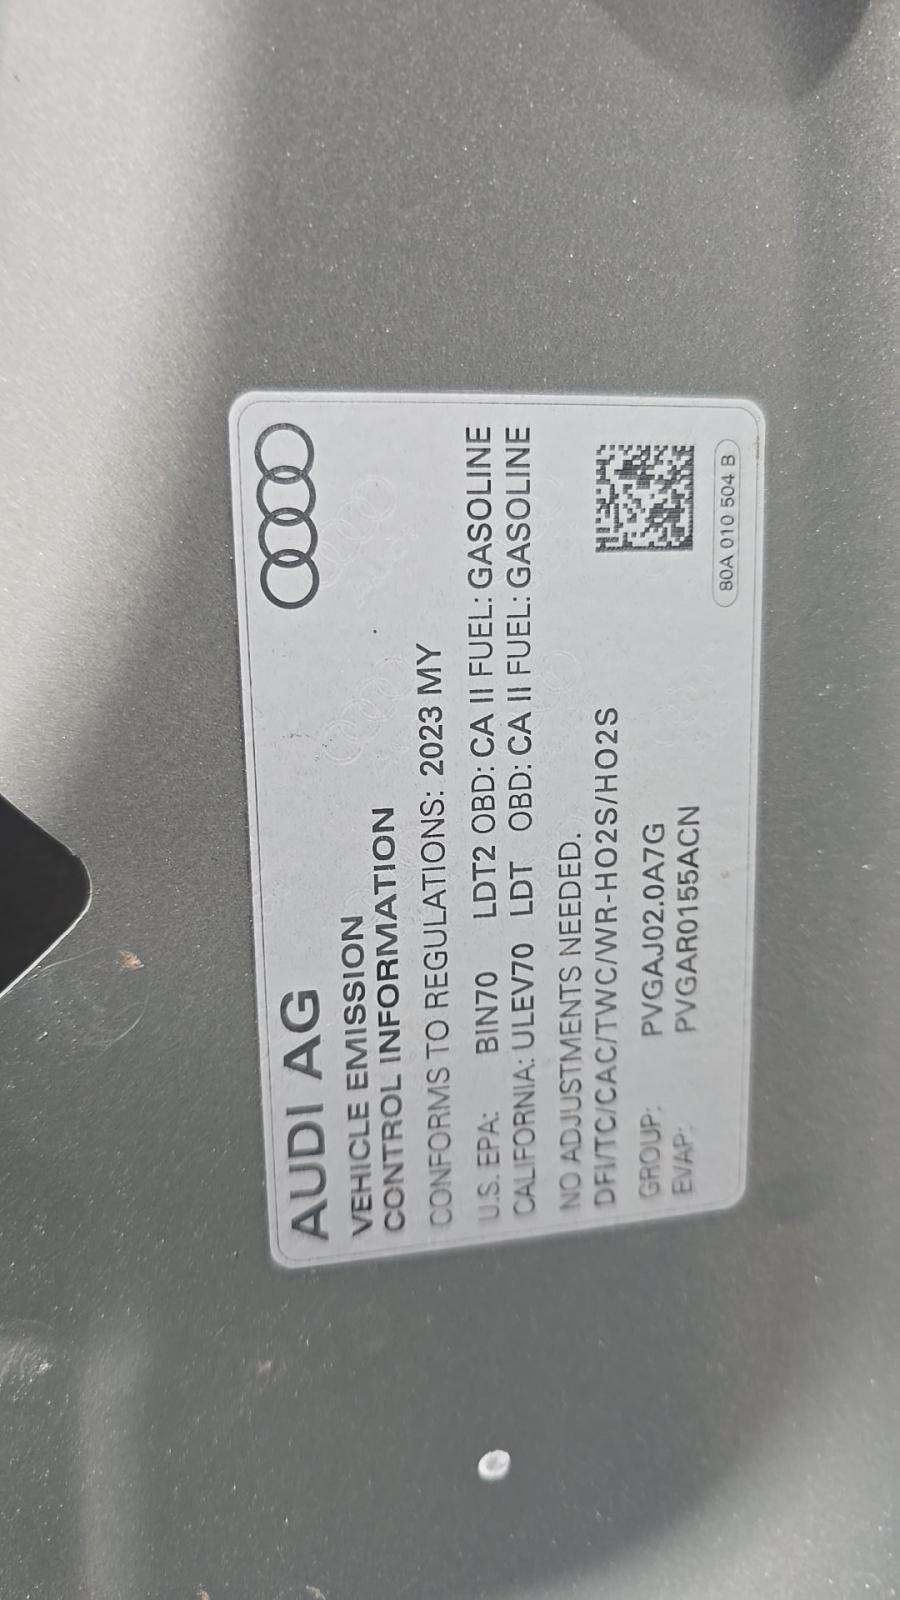 AUDI AG
VEHICLE EMISSION
CONTROL INFORMATION
CONFORMS TO REGULATIONS: 2023 MY
U.S. EPA: BIN70 LDT2 OBD: CA II FUEL: GASOLINE
CALIFORNIA: ULEV70 LDT OBD: CA II FUEL: GASOLINE
NO ADJUSTMENTS NEEDED.
DFI/TC/CAC/TWC/WR-HO2S/HO2S
GROUP: PVGAJ02.0A7G
EVAP: PVGAR0155ACN
80A 010 504 B